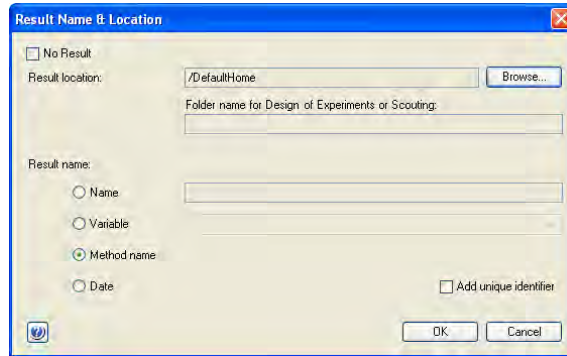 Result Name & Location
No Result
Result location:
/DefaultHome
Browse...
Folder name for Design of Experiments or Scouting:
Result name:
Name
Variable
Method name
Date
Add unique identifier
OK
Cancel